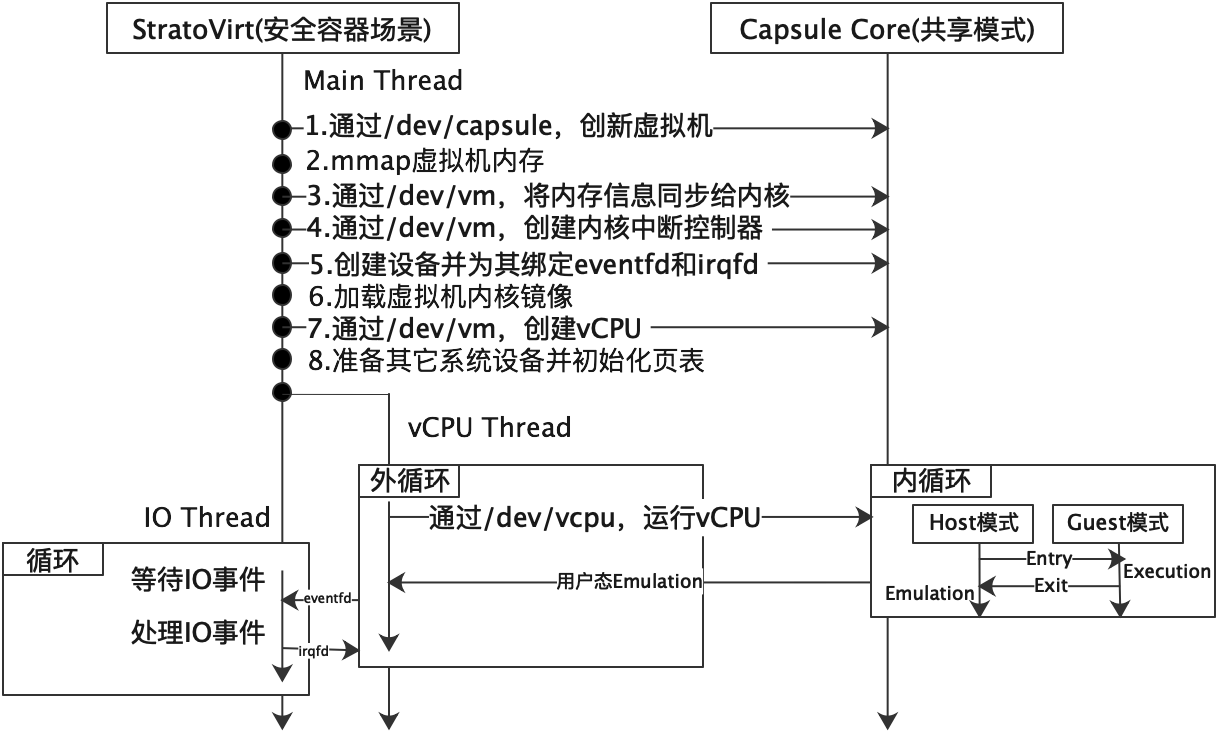 StratoVirt(安全容器场景)
Capsule Core(共享模式)
Main Thread
1.通过/dev/capsule，创新虚拟机
2.mmap虚拟机内存
3.通过/dev/vm，将内存信息同步给内核
4.通过/dev/vm，创建内核中断控制器
5.创建设备并为其绑定eventfd和irqfd
6.加载虚拟机内核镜像
7.通过/dev/vm，创建vCPU
8.准备其它系统设备并初始化页表
vCPU Thread
外循环
内循环
通过/dev/vcpu，运行vCPU
Host模式
Guest模式
IO Thread
循环
Entry
Execution
等待IO事件
用户态Emulation
Exit
Emulation
eventfd
处理IO事件
irqfd